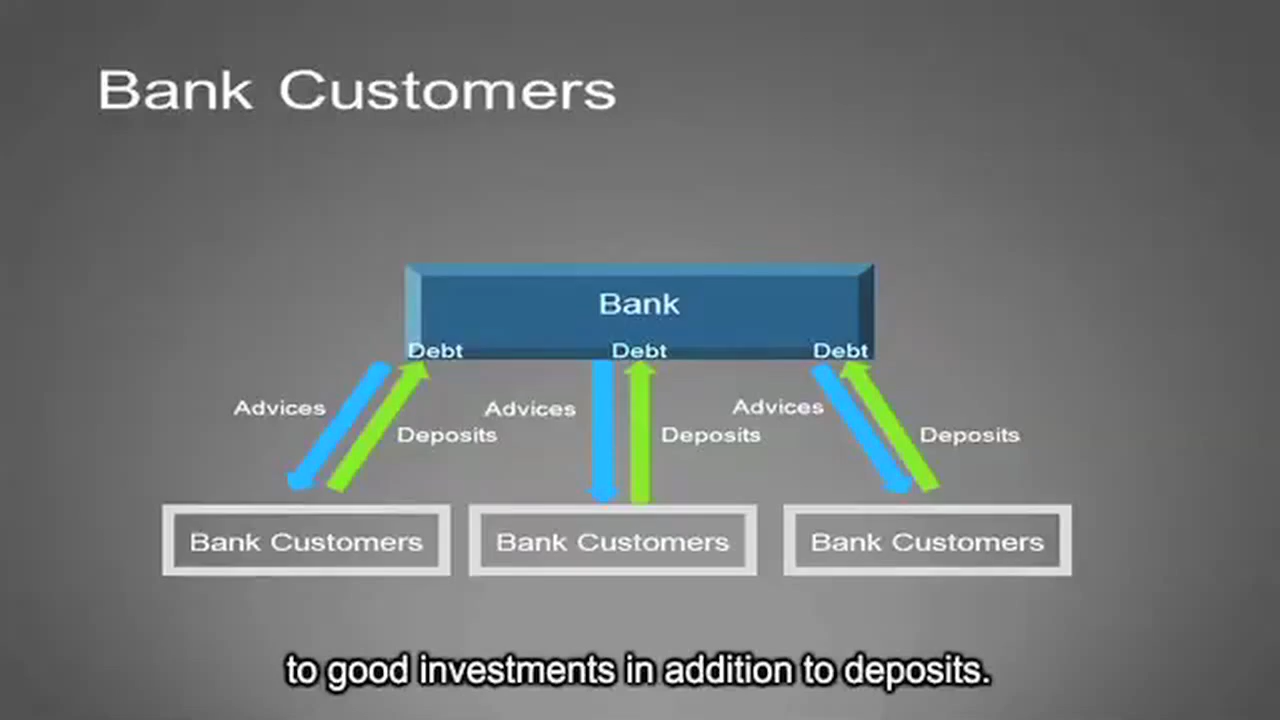 Bank Customers
Bank
Debt Debt Debt
Advices Advices Advices
Deposits Deposits Deposits
Bank Customers Bank Customers Bank Customers
to good investments in addition to deposits.